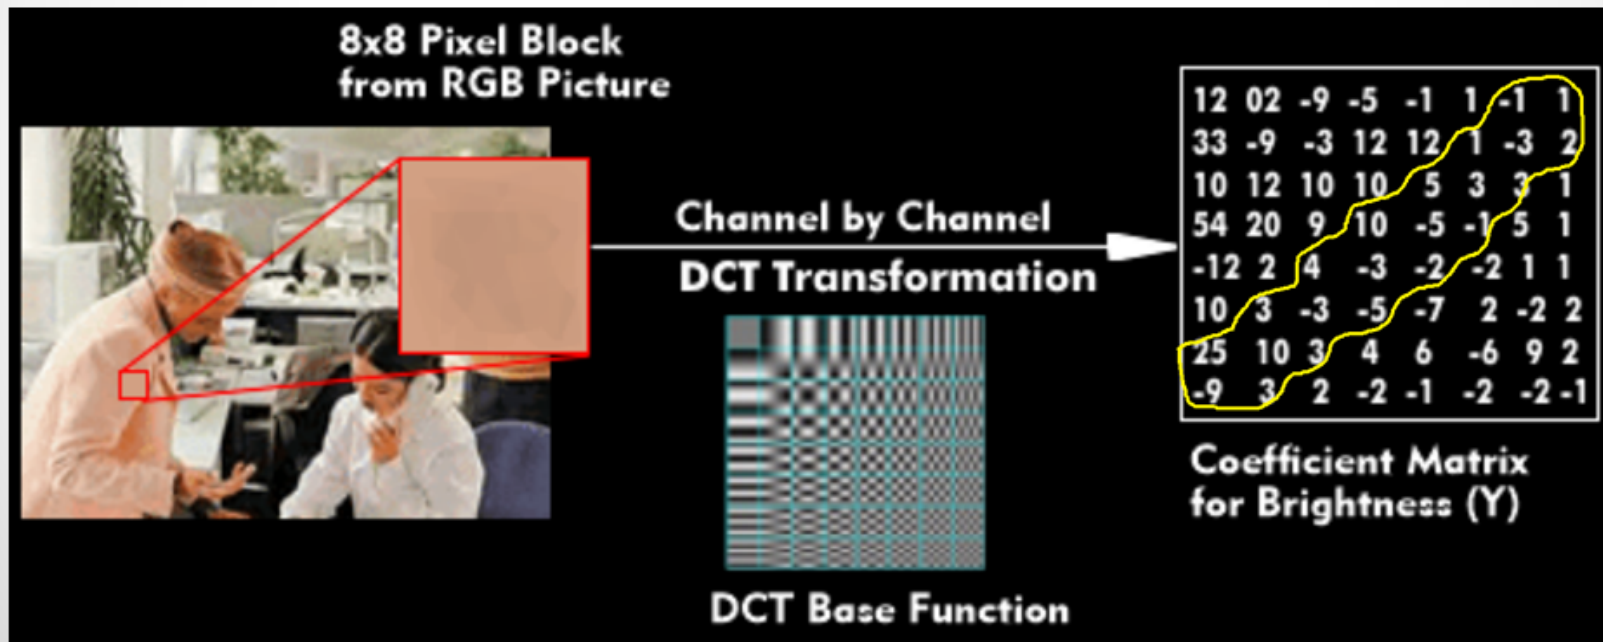 8x8 Pixel Block
from RGB Picture
Channel by Channel
DCT Transformation
DCT Base Function
12 02 -9 -5 -1 1 -1 1
33 -9 -3 12 12 1 -3 2
10 12 10 10 5 3 3 1
54 20 9 10 -5 -1 5 1
-12 2 4 -3 -2 -2 1 1
10 3 -3 -5 -7 2 -2 2
25 10 3 4 6 -6 9 2
-9 3 2 -2 -1 -2 -2 -1
Coefficient Matrix
for Brightness (Y)